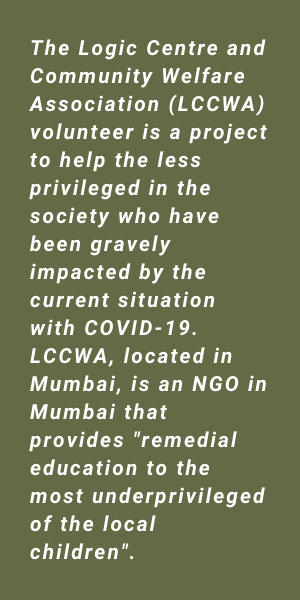 The Logic Centre and
Community Welfare
Association (LCCWA)
volunteer is a project
to help the less
privileged in the
society who have
been gravely
impacted by the
current situation
with COVID-19.
LCCWA, located in
Mumbai, is an NGO in
Mumbai that
provides "remedial
education to the
most underprivileged
of the local
children".